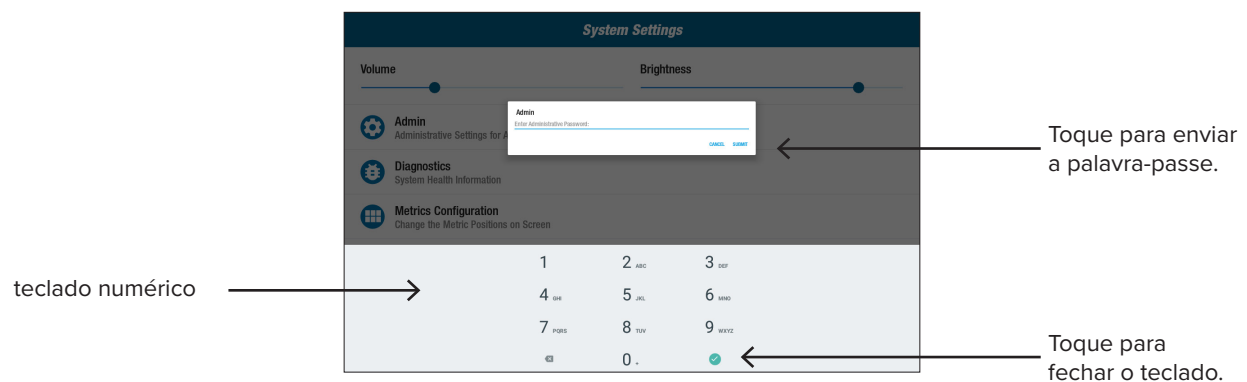 System Settings
Volume
Brightness
Admin
Administrative Settings for A
Admin
Enter Administrative Password:
CANCEL SUBMIT
Toque para enviar
a palavra-passe.
Diagnostics
System Health Information
Metrics Configuration
Change the Metric Positions on Screen
teclado numérico
1 2 ABC 3 DEF
4 GHI 5 JKL 6 MNO
7 PQRS 8 TUV 9 WXYZ
0 .
Toque para
fechar o teclado.